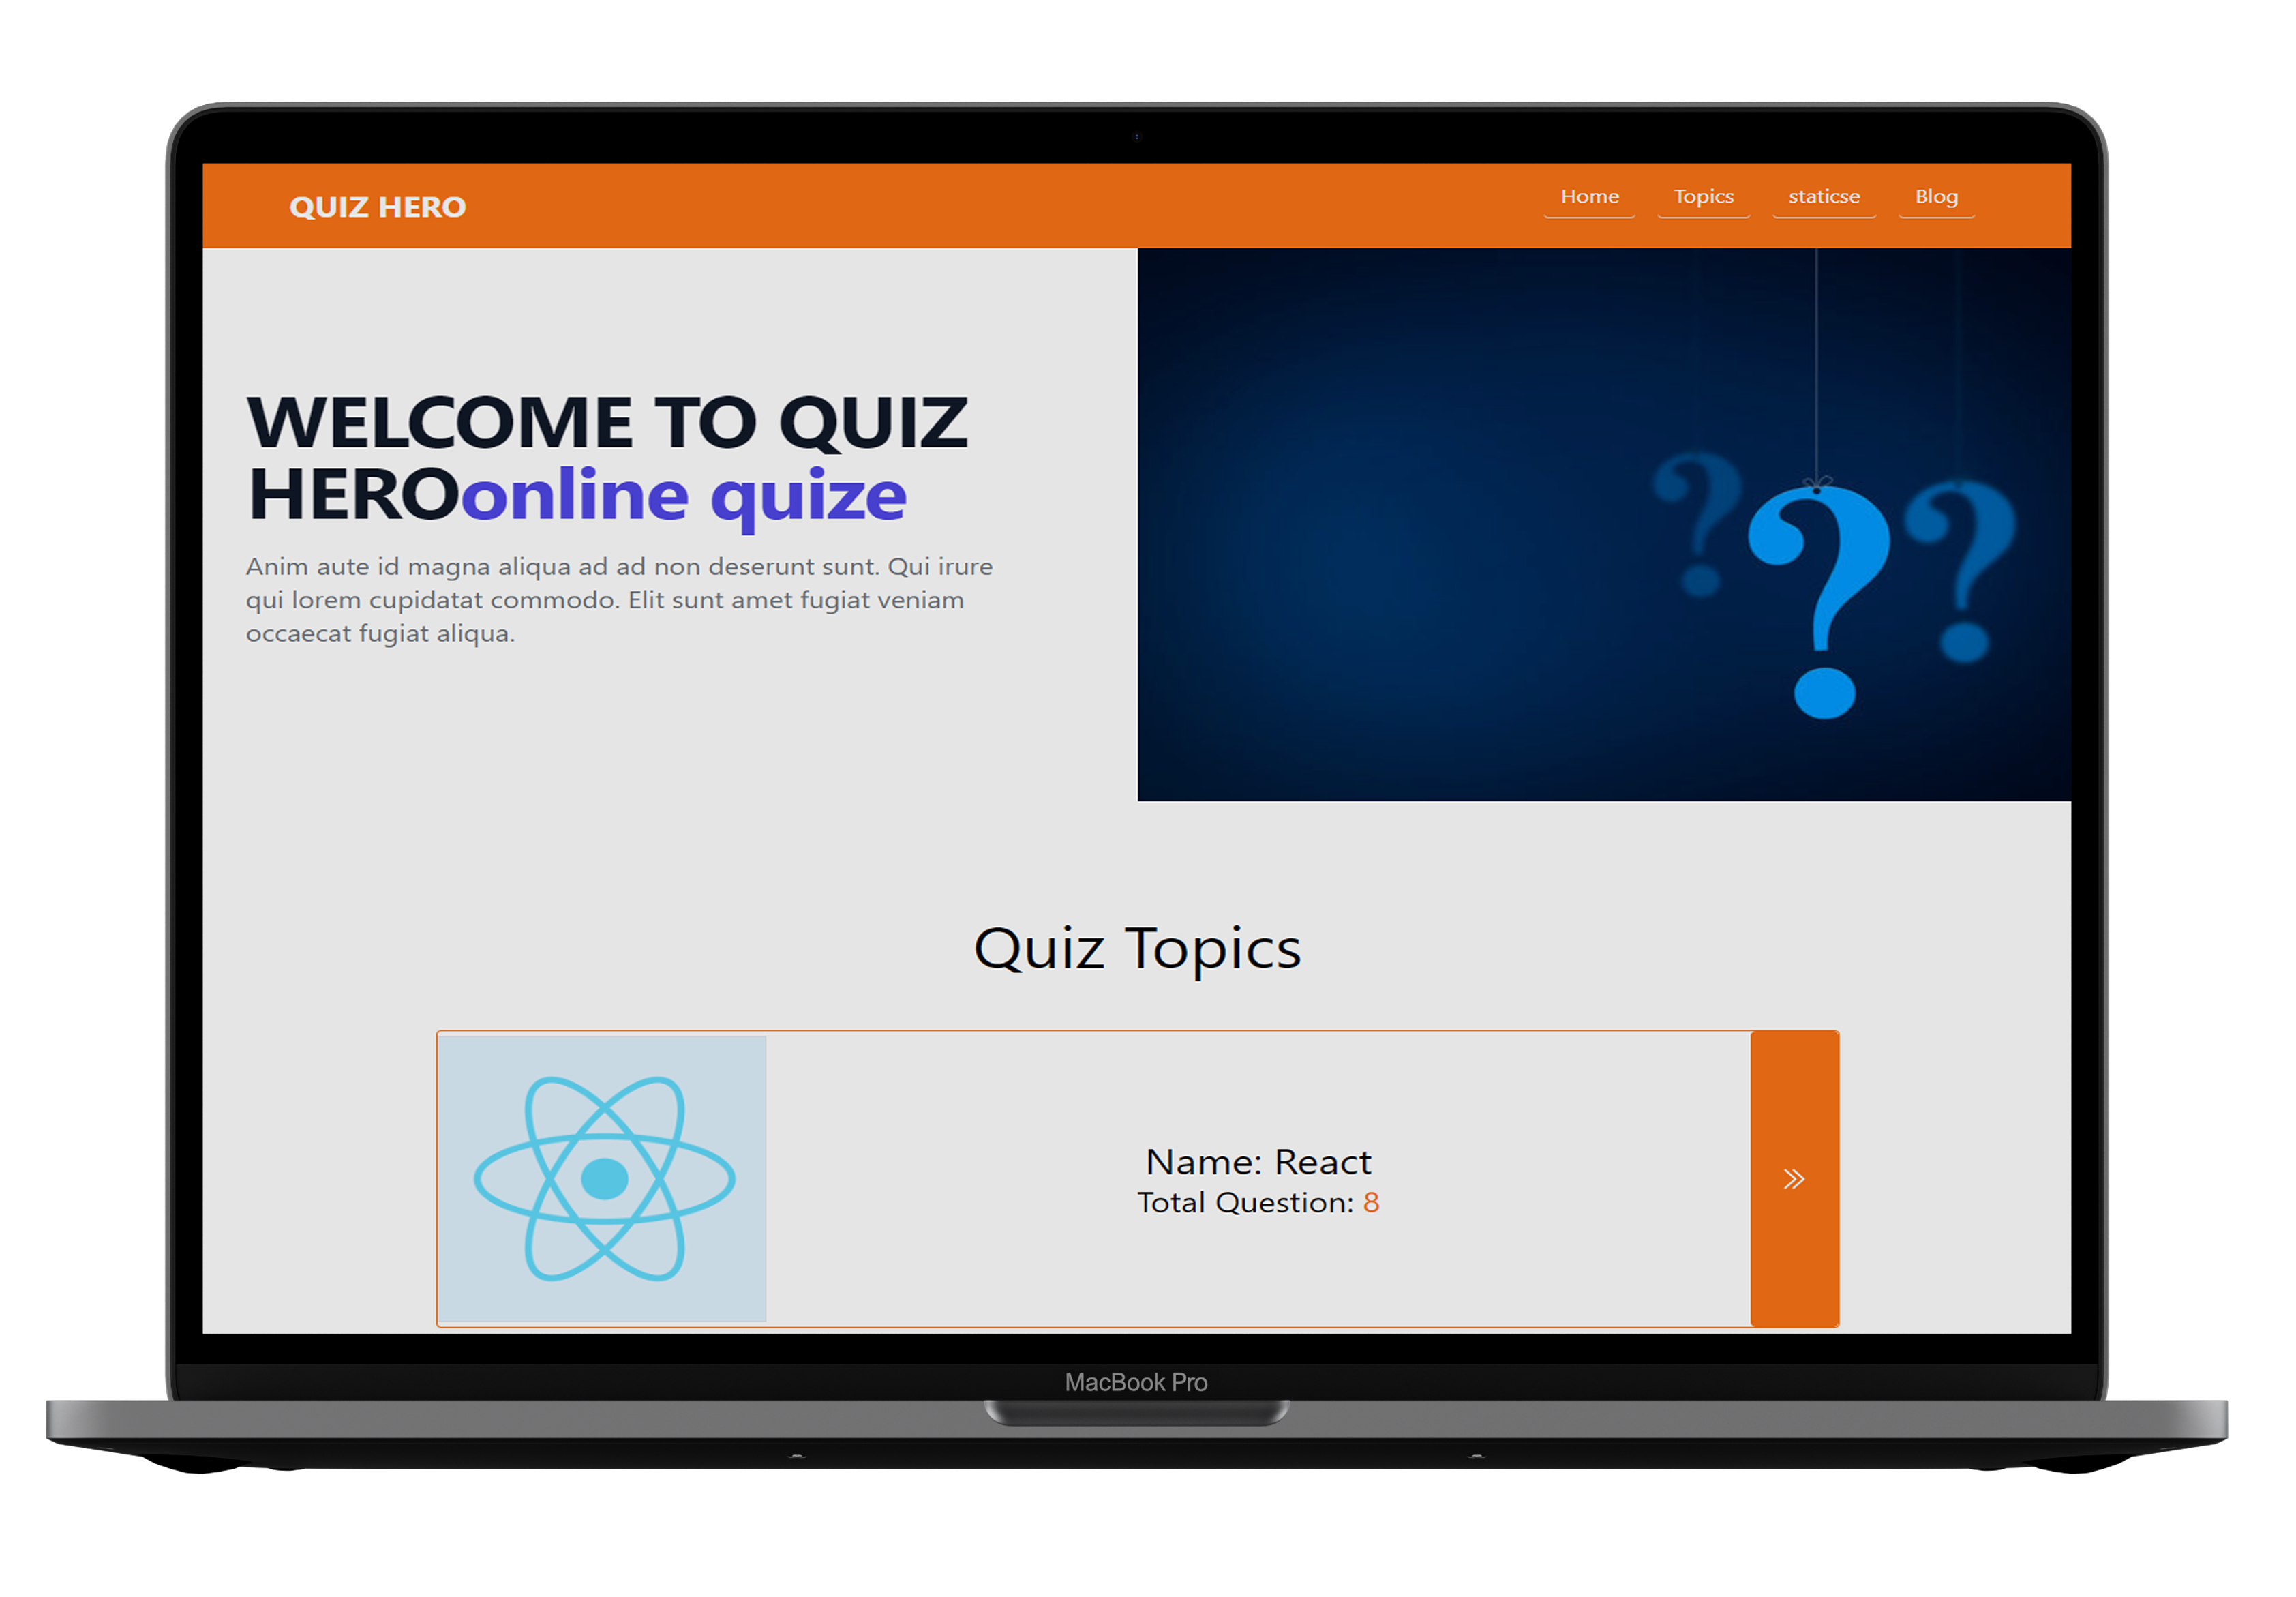 QUIZ HERO
Home Topics staticse Blog
WELCOME TO QUIZ
HEROonline quize
Anim aute id magna aliqua ad ad non deserunt sunt. Qui irure
qui lorem cupidatat commodo. Elit sunt amet fugiat veniam
occaecat fugiat aliqua.
Quiz Topics
Name: React
Total Question: 8
MacBook Pro